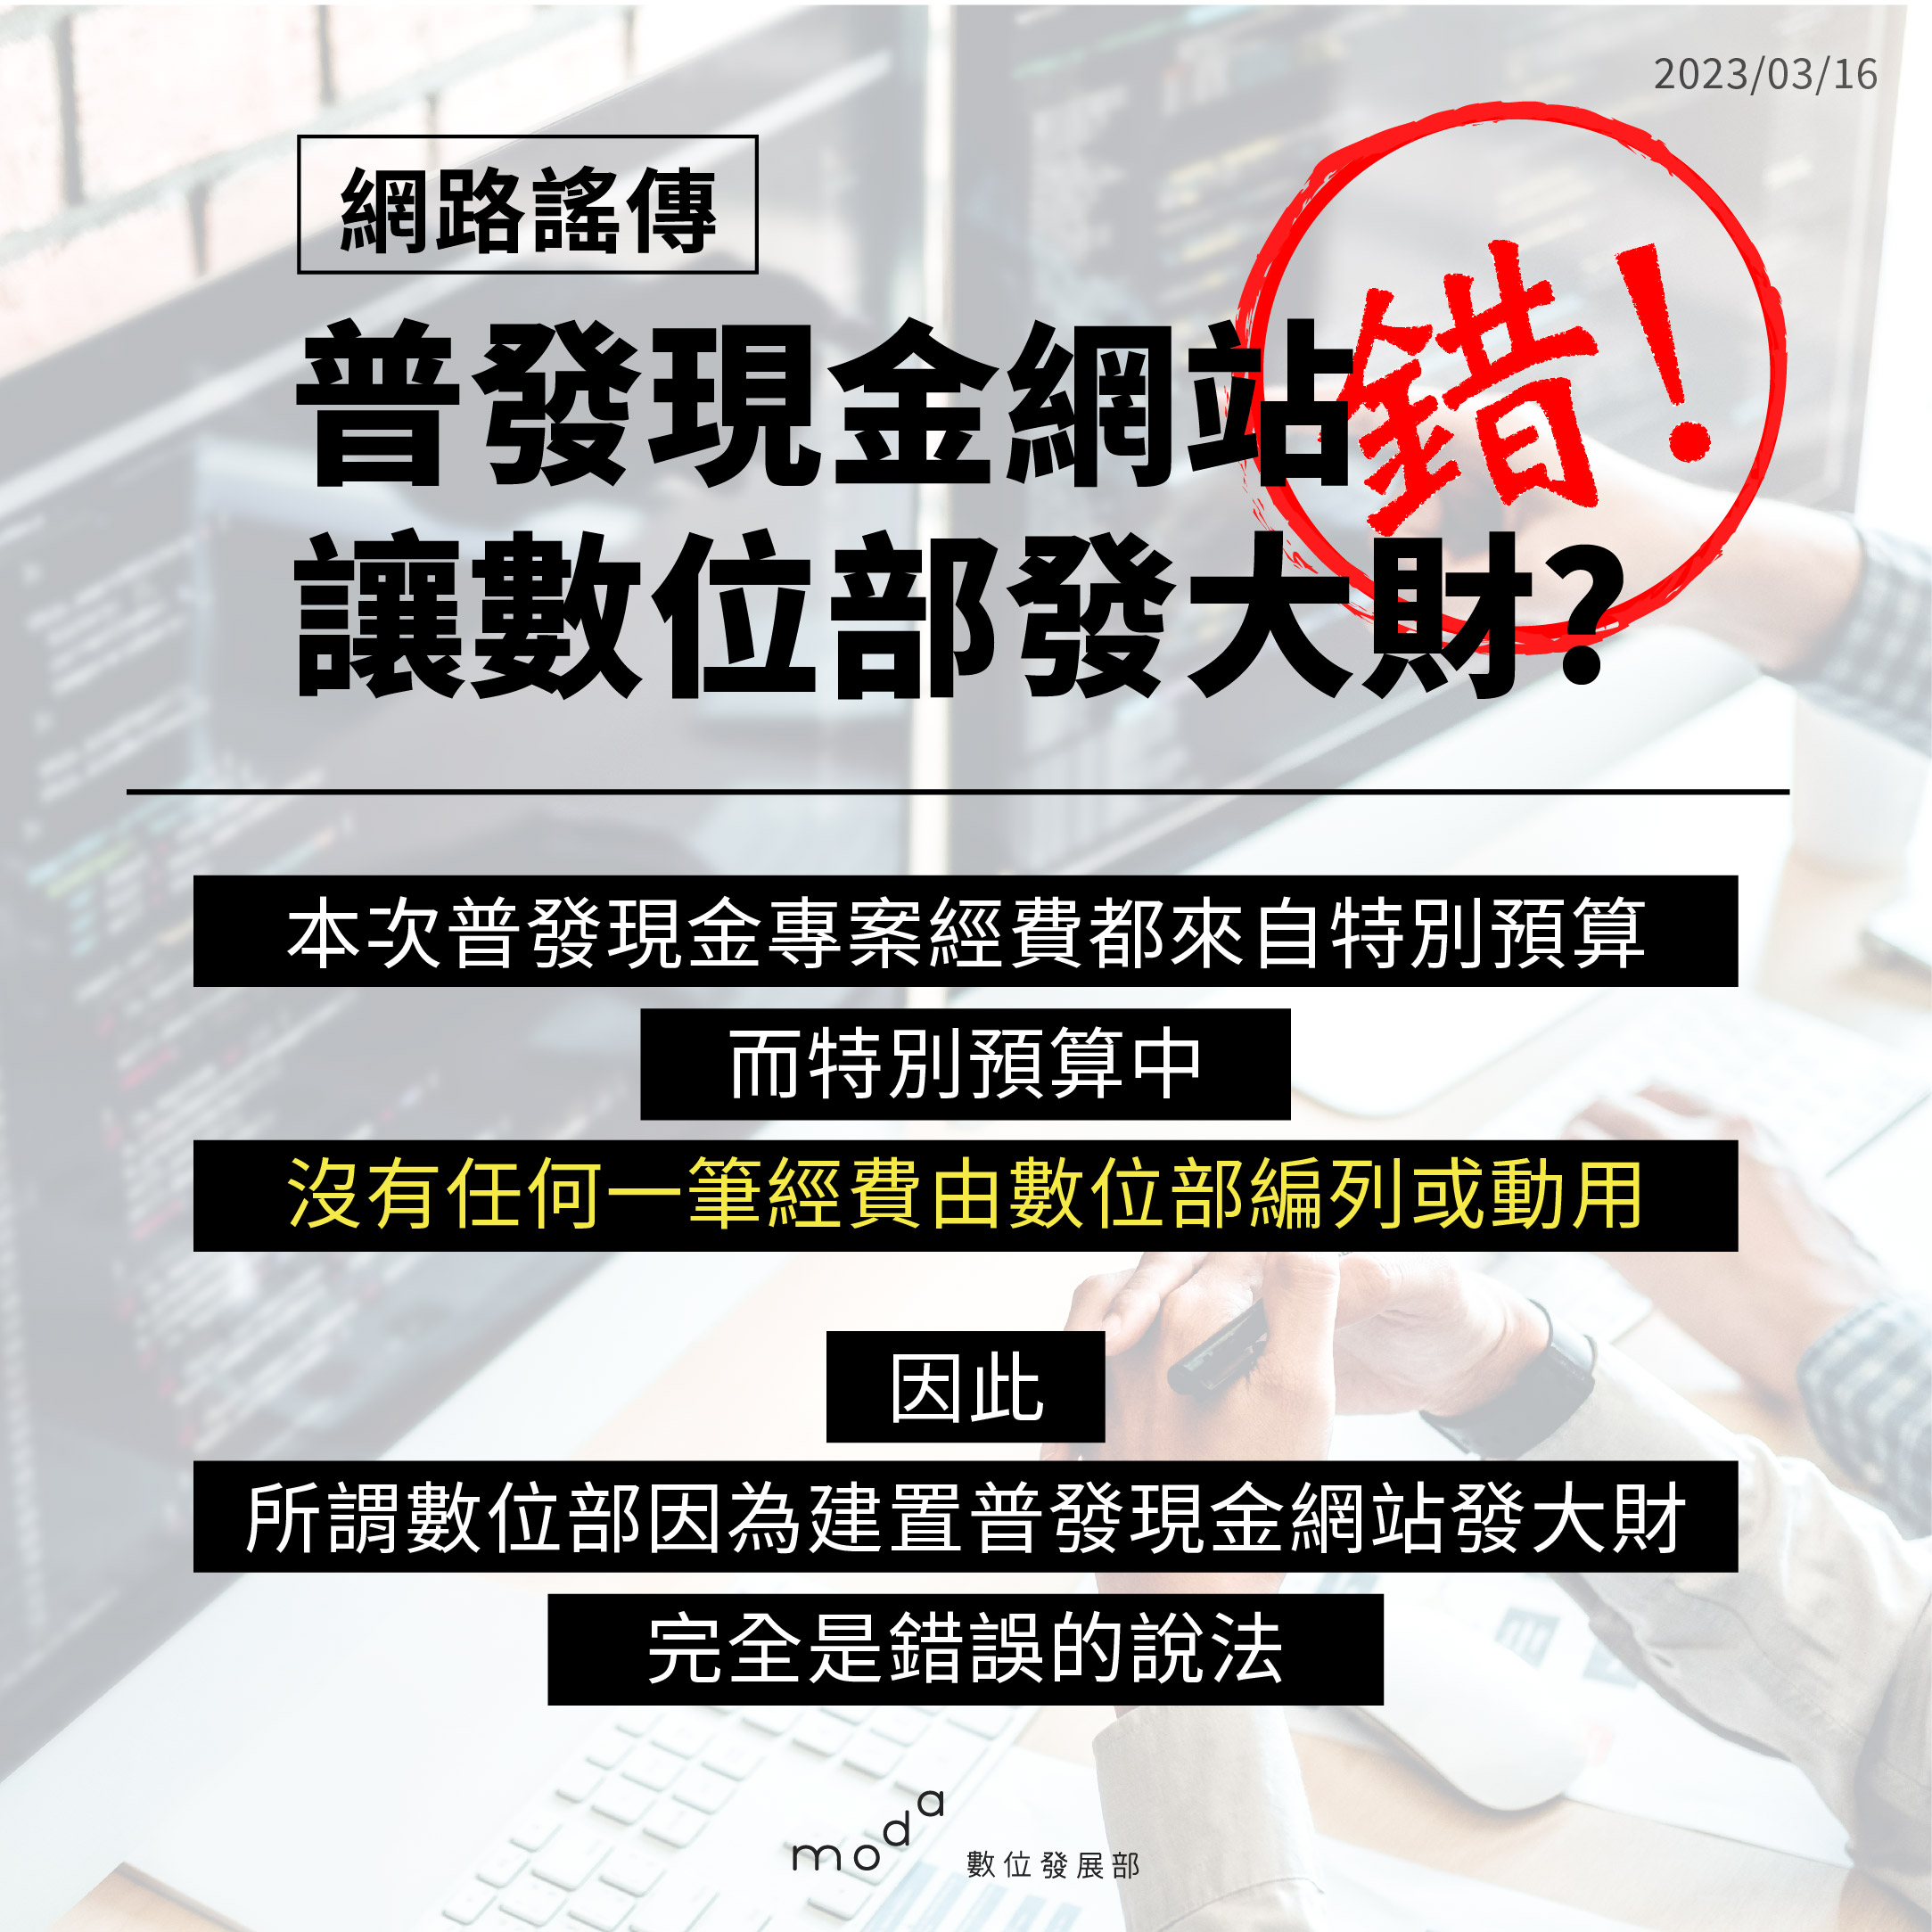 2023/03/16
網路謠傳
普發現金網站
錯!
讓數位部發大財?
本次普發現金專案經費都來自特別預算
而特別預算中
沒有任何一筆經費由數位部編列或動用
因此
所謂數位部因為建置普發現金網站發大財
完全是錯誤的說法
moda 數位發展部